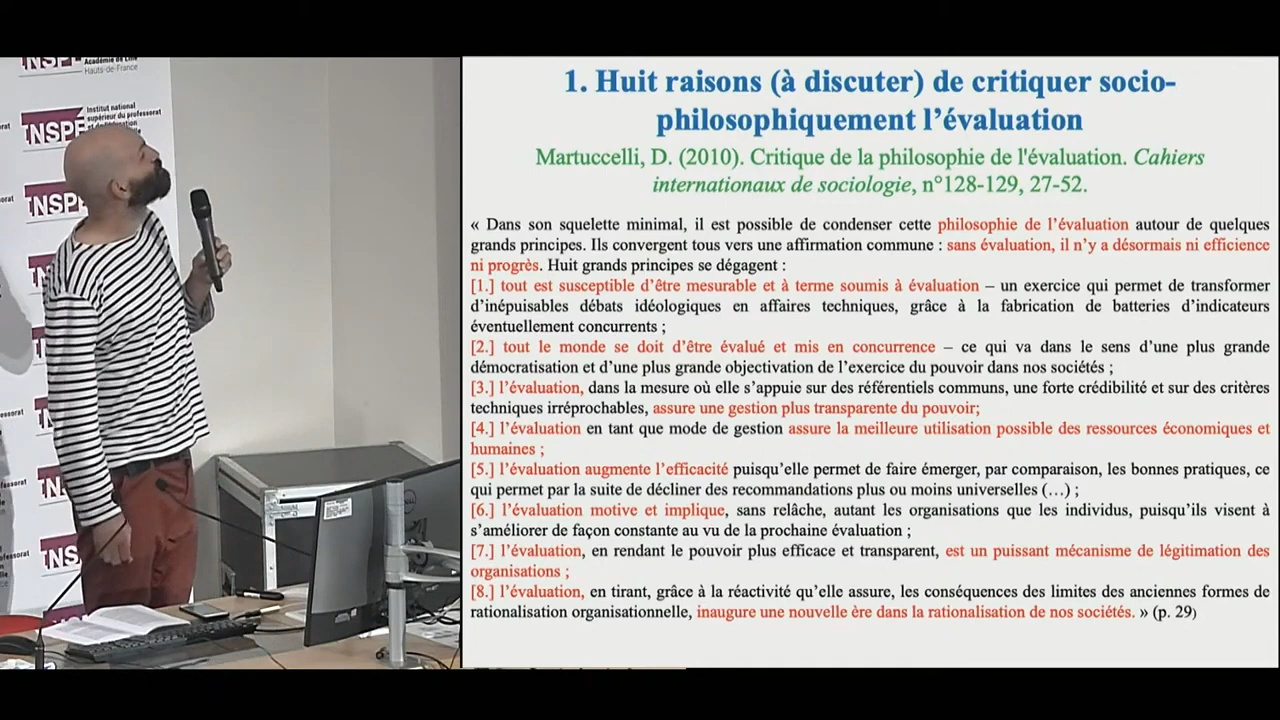 Académie de Lille
Hauts-de-France
Institut national
supérieur du professorat
INSPE
INSPE
1. Huit raisons (à discuter) de critiquer socio-
philosophiquement l’évaluation
Martuccelli, D. (2010). Critique de la philosophie de l'évaluation. Cahiers
internationaux de sociologie, n°128-129, 27-52.
« Dans son squelette minimal, il est possible de condenser cette philosophie de l’évaluation autour de quelques
grands principes. Ils convergent tous vers une affirmation commune : sans évaluation, il n’y a désormais ni efficience
ni progrès. Huit grands principes se dégagent :
[1.] tout est susceptible d’être mesurable et à terme soumis à évaluation – un exercice qui permet de transformer
d’inépuisables débats idéologiques en affaires techniques, grâce à la fabrication de batteries d’indicateurs
éventuellement concurrents ;
[2.] tout le monde se doit d’être évalué et mis en concurrence – ce qui va dans le sens d’une plus grande
démocratisation et d’une plus grande objectivation de l’exercice du pouvoir dans nos sociétés ;
[3.] l’évaluation, dans la mesure où elle s’appuie sur des référentiels communs, une forte crédibilité et sur des critères
techniques irréprochables, assure une gestion plus transparente du pouvoir;
[4.] l’évaluation en tant que mode de gestion assure la meilleure utilisation possible des ressources économiques et
humaines ;
[5.] l’évaluation augmente l’efficacité puisqu’elle permet de faire émerger, par comparaison, les bonnes pratiques, ce
qui permet par la suite de décliner des recommandations plus ou moins universelles (…) ;
[6.] l’évaluation motive et implique, sans relâche, autant les organisations que les individus, puisqu’ils visent à
s’améliorer de façon constante au vu de la prochaine évaluation ;
[7.] l’évaluation, en rendant le pouvoir plus efficace et transparent, est un puissant mécanisme de légitimation des
organisations ;
[8.] l’évaluation, en tirant, grâce à la réactivité qu’elle assure, les conséquences des limites des anciennes formes de
rationalisation organisationnelle, inaugure une nouvelle ère dans la rationalisation de nos sociétés. » (p. 29)